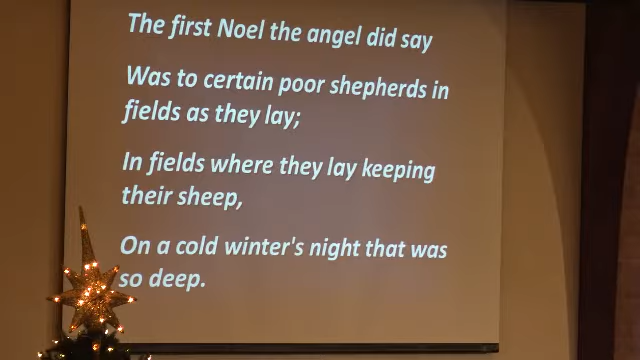 The first Noel the angel did say
Was to certain poor shepherds in
fields as they lay;
In fields where they lay keeping
their sheep,
On a cold winter's night that was
so deep.